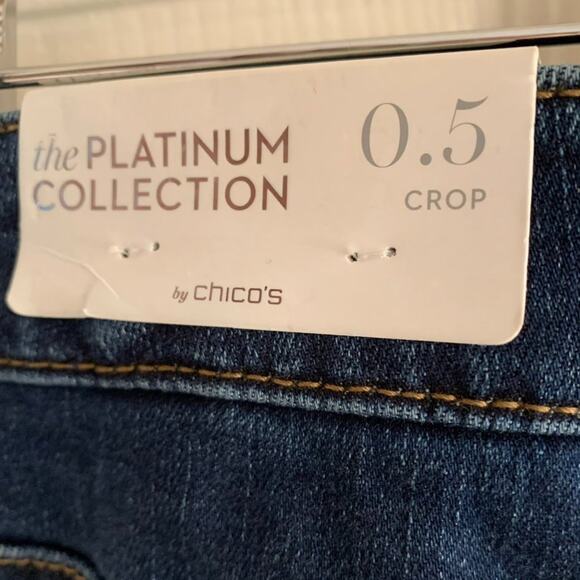 the PLATINUM
COLLECTION
0.5
CROP
by chico's